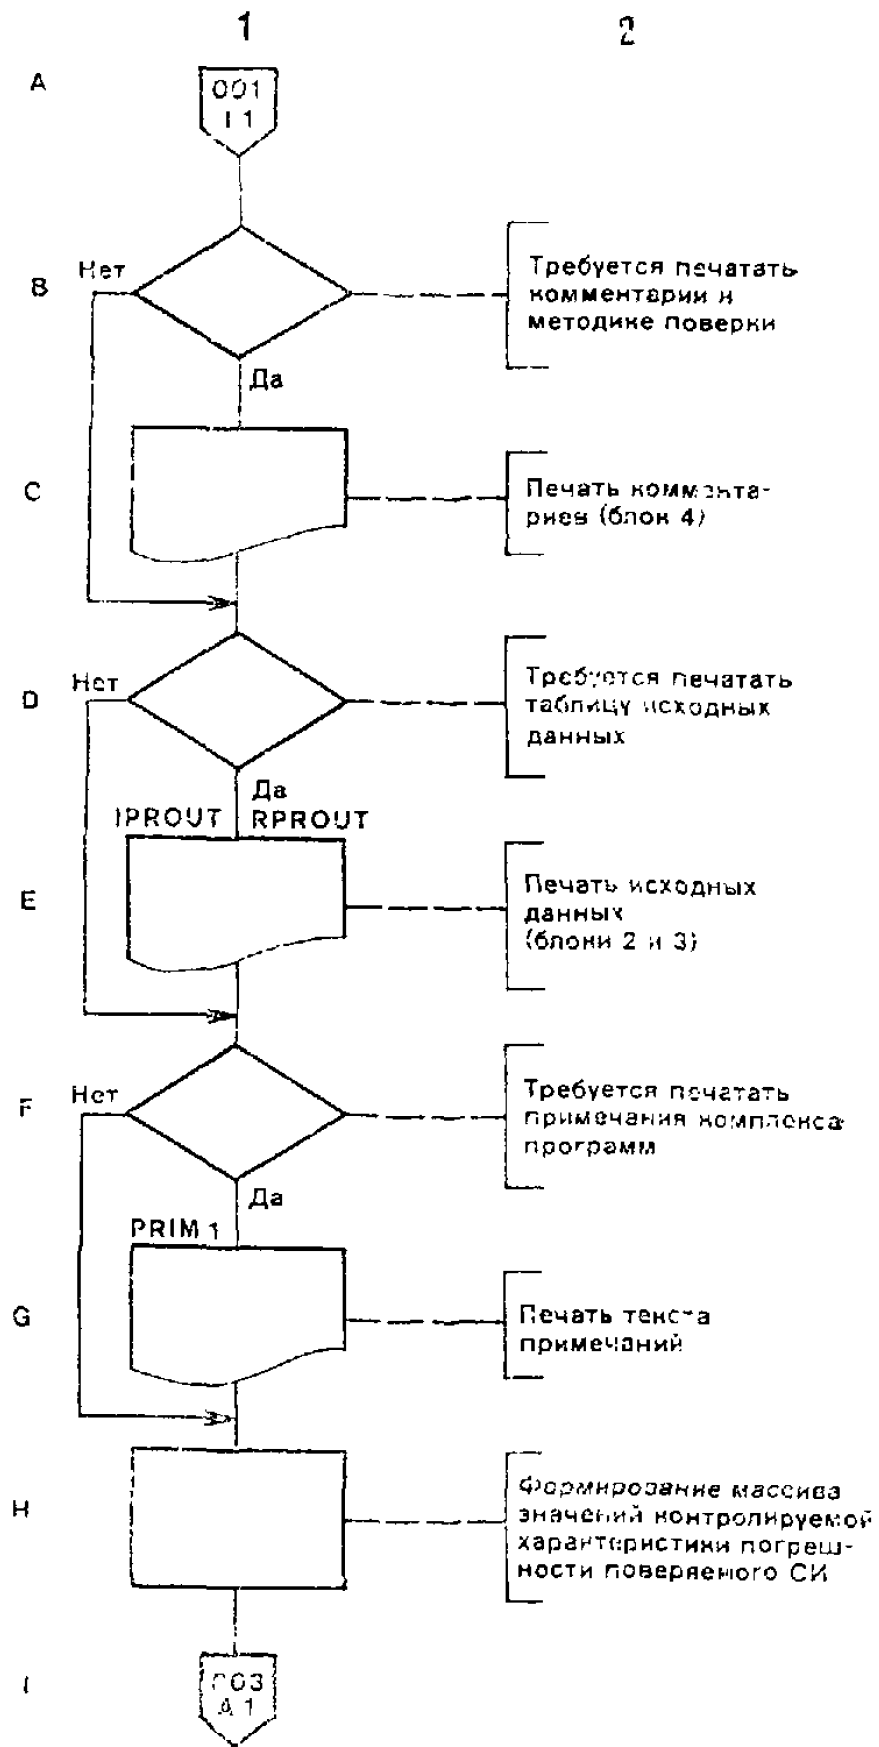 1 2
A
001
I 1
Нет
B
Требуется печатать
комментарии к
методике поверки
Да
C
Печать коммента-
риев (блок 4)
Нет
D
Требуется печатать
таблицу исходных
данных
Да
IPROUT RPROUT
E
Печать исходных
данных
(блоки 2 и 3)
Нет
F
Требуется печатать
примечания комплекса
программ
Да
PRIM 1
G
Печать текста
примечаний
H
Формирование массива
значений контролируемой
характеристики погреш-
ности поверяемого СИ
I
003
A 1